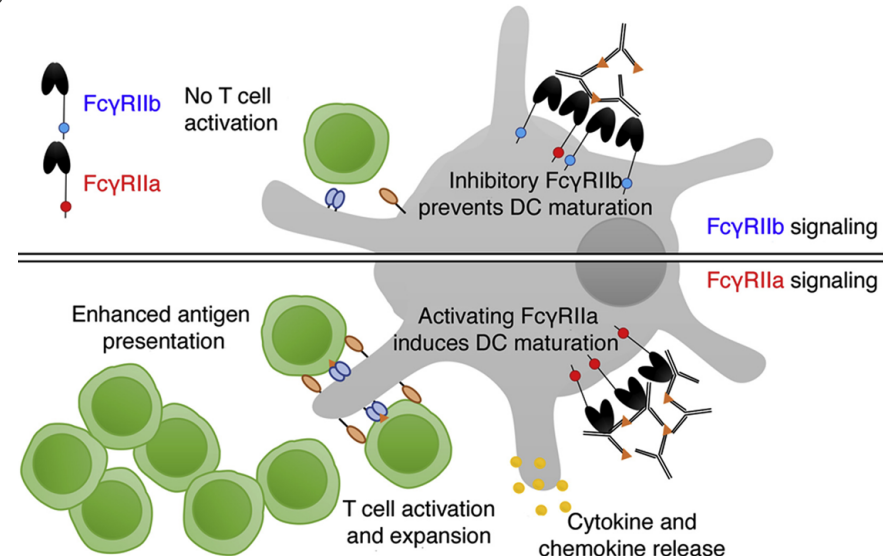 FcγRIIb
FcγRIIa
No T cell
activation
Inhibitory FcγRIIb
prevents DC maturation
FcγRIIb signaling
FcγRIIa signaling
Enhanced antigen
presentation
Activating FcγRIIa
induces DC maturation
T cell activation
and expansion
Cytokine and
chemokine release